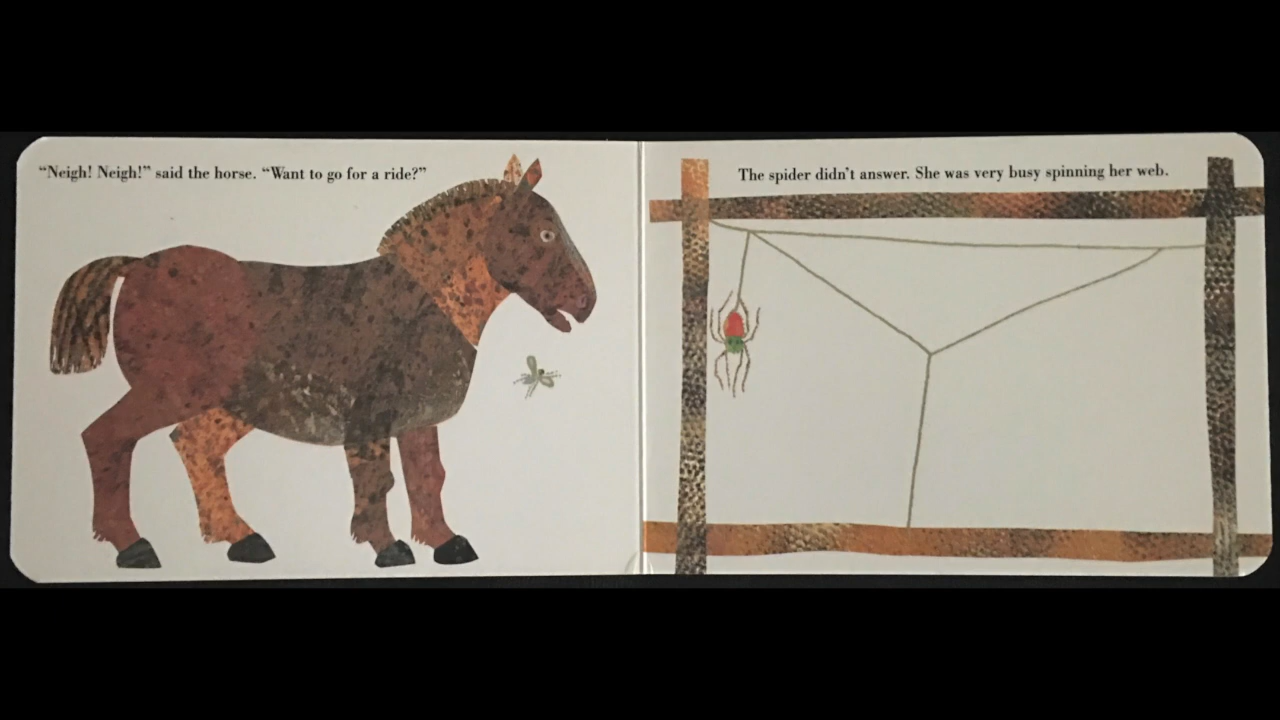 “Neigh! Neigh!” said the horse. “Want to go for a ride?”
The spider didn’t answer. She was very busy spinning her web.